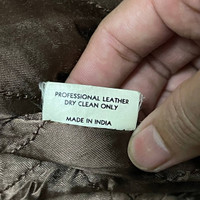 PROFESSIONAL LEATHER
DRY CLEAN ONLY
MADE IN INDIA